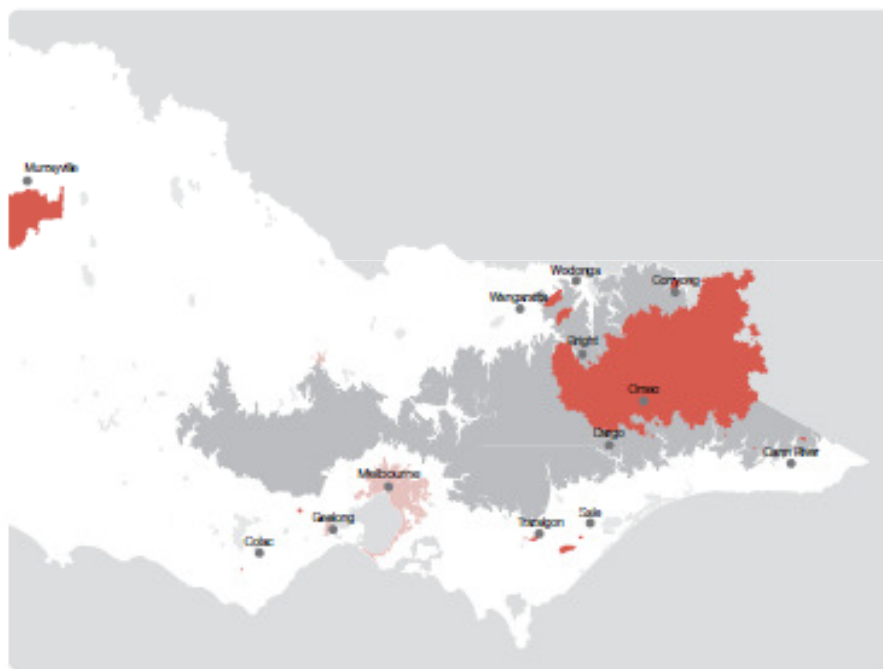 Murrayville
Wodonga
Corryong
Wangaratta
Bright
Omeo
Dargo
Cann River
Melbourne
Sale
Geelong
Traralgon
Colac